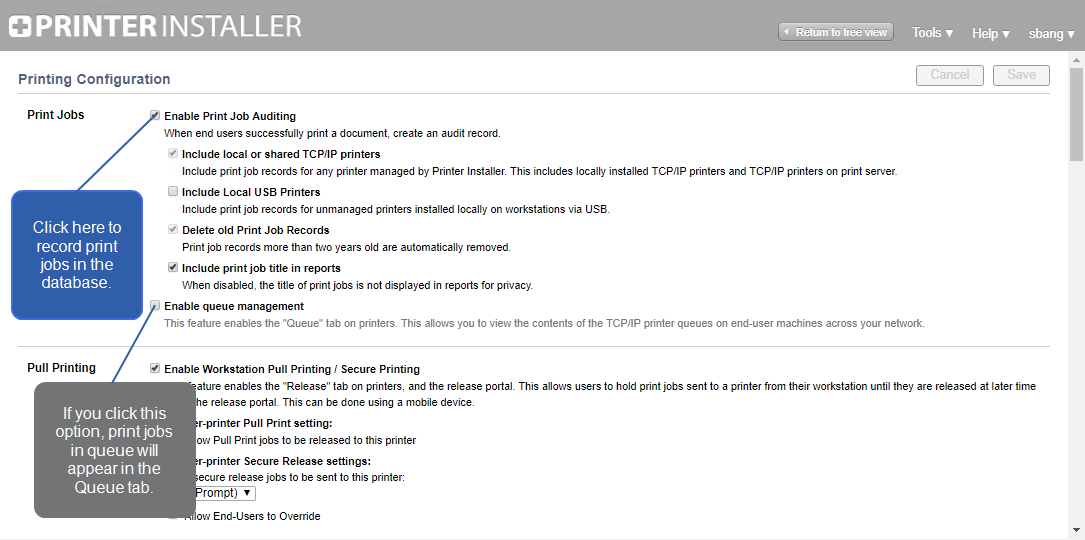 PRINTERINSTALLER
Return to tree view
Tools ▼
Help ▼
sbang ▼
Printing Configuration
Cancel
Save
Print Jobs
Enable Print Job Auditing
When end users successfully print a document, create an audit record.
Include local or shared TCP/IP printers
Include print job records for any printer managed by Printer Installer. This includes locally installed TCP/IP printers and TCP/IP printers on print server.
Include Local USB Printers
Include print job records for unmanaged printers installed locally on workstations via USB.
Delete old Print Job Records
Print job records more than two years old are automatically removed.
Include print job title in reports
When disabled, the title of print jobs is not displayed in reports for privacy.
Enable queue management
This feature enables the "Queue" tab on printers. This allows you to view the contents of the TCP/IP printer queues on end-user machines across your network.
Click here to
record print
jobs in the
database.
Pull Printing
Enable Workstation Pull Printing / Secure Printing
eature enables the "Release" tab on printers, and the release portal. This allows users to hold print jobs sent to a printer from their workstation until they are released at later time
the release portal. This can be done using a mobile device.
er-printer Pull Print setting:
ow Pull Print jobs to be released to this printer
er-printer Secure Release settings:
secure release jobs to be sent to this printer:
Prompt) ▼
Allow End-Users to Override
If you click this
option, print jobs
in queue will
appear in the
Queue tab.